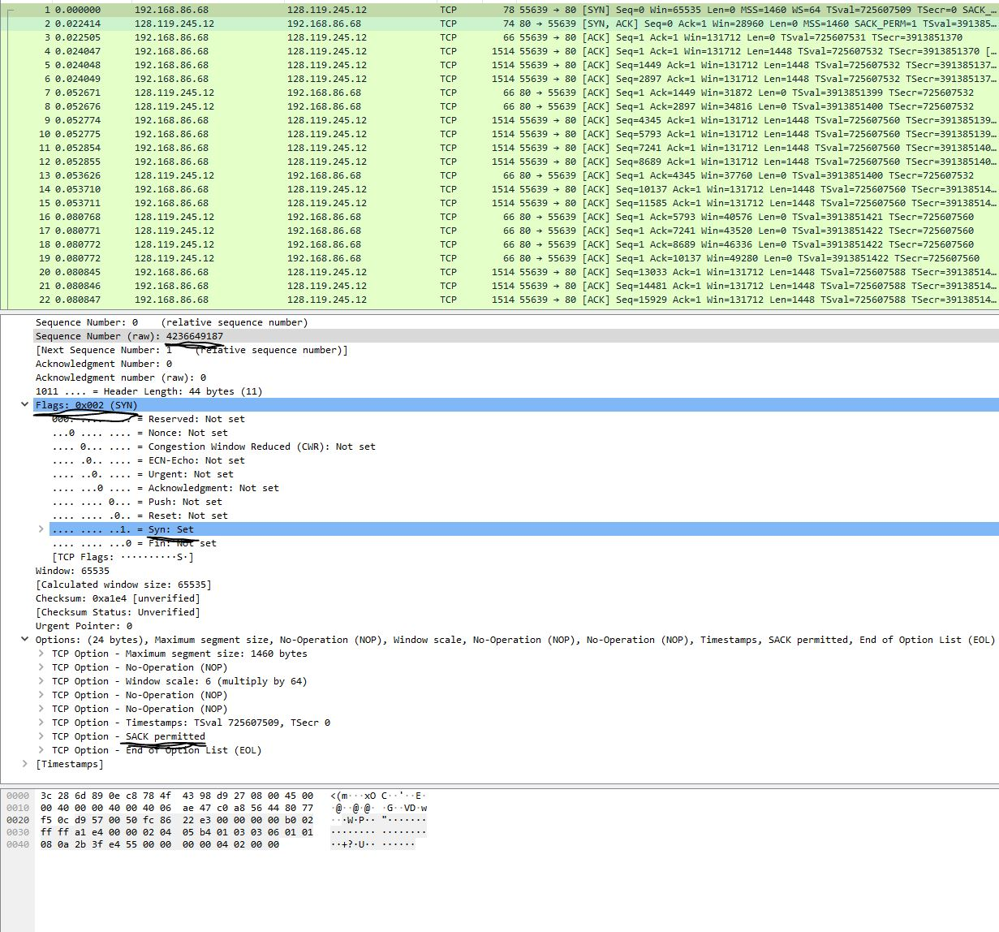 1 0.000000 192.168.86.68 128.119.245.12 TCP 78 55639 → 80 [SYN] Seq=0 Win=65535 Len=0 MSS=1460 WS=64 TSval=725607509 TSecr=0 SACK_…
2 0.022414 128.119.245.12 192.168.86.68 TCP 74 80 → 55639 [SYN, ACK] Seq=0 Ack=1 Win=28960 Len=0 MSS=1460 SACK_PERM=1 TSval=391385…
3 0.022505 192.168.86.68 128.119.245.12 TCP 66 55639 → 80 [ACK] Seq=1 Ack=1 Win=131712 Len=0 TSval=725607531 TSecr=3913851370
4 0.024047 192.168.86.68 128.119.245.12 TCP 1514 55639 → 80 [ACK] Seq=1 Ack=1 Win=131712 Len=1448 TSval=725607532 TSecr=3913851370 [… 
5 0.024048 192.168.86.68 128.119.245.12 TCP 1514 55639 → 80 [ACK] Seq=1449 Ack=1 Win=131712 Len=1448 TSval=725607532 TSecr=391385137…
6 0.024049 192.168.86.68 128.119.245.12 TCP 1514 55639 → 80 [ACK] Seq=2897 Ack=1 Win=131712 Len=1448 TSval=725607532 TSecr=391385137…
7 0.052671 128.119.245.12 192.168.86.68 TCP 66 80 → 55639 [ACK] Seq=1 Ack=1449 Win=31872 Len=0 TSval=3913851399 TSecr=725607532
8 0.052676 128.119.245.12 192.168.86.68 TCP 66 80 → 55639 [ACK] Seq=1 Ack=2897 Win=34816 Len=0 TSval=3913851400 TSecr=725607532
9 0.052774 192.168.86.68 128.119.245.12 TCP 1514 55639 → 80 [ACK] Seq=4345 Ack=1 Win=131712 Len=1448 TSval=725607560 TSecr=391385139…
10 0.052775 192.168.86.68 128.119.245.12 TCP 1514 55639 → 80 [ACK] Seq=5793 Ack=1 Win=131712 Len=1448 TSval=725607560 TSecr=391385139…
11 0.052854 192.168.86.68 128.119.245.12 TCP 1514 55639 → 80 [ACK] Seq=7241 Ack=1 Win=131712 Len=1448 TSval=725607560 TSecr=391385140…
12 0.052855 192.168.86.68 128.119.245.12 TCP 1514 55639 → 80 [ACK] Seq=8689 Ack=1 Win=131712 Len=1448 TSval=725607560 TSecr=391385140…
13 0.053626 128.119.245.12 192.168.86.68 TCP 66 80 → 55639 [ACK] Seq=1 Ack=4345 Win=37760 Len=0 TSval=3913851400 TSecr=725607532
14 0.053710 192.168.86.68 128.119.245.12 TCP 1514 55639 → 80 [ACK] Seq=10137 Ack=1 Win=131712 Len=1448 TSval=725607560 TSecr=39138514…
15 0.053711 192.168.86.68 128.119.245.12 TCP 1514 55639 → 80 [ACK] Seq=11585 Ack=1 Win=131712 Len=1448 TSval=725607560 TSecr=39138514…
16 0.080768 128.119.245.12 192.168.86.68 TCP 66 80 → 55639 [ACK] Seq=1 Ack=5793 Win=40576 Len=0 TSval=3913851421 TSecr=725607560
17 0.080771 128.119.245.12 192.168.86.68 TCP 66 80 → 55639 [ACK] Seq=1 Ack=7241 Win=43520 Len=0 TSval=3913851422 TSecr=725607560
18 0.080772 128.119.245.12 192.168.86.68 TCP 66 80 → 55639 [ACK] Seq=1 Ack=8689 Win=46336 Len=0 TSval=3913851422 TSecr=725607560
19 0.080772 128.119.245.12 192.168.86.68 TCP 66 80 → 55639 [ACK] Seq=1 Ack=10137 Win=49280 Len=0 TSval=3913851422 TSecr=725607560
20 0.080845 192.168.86.68 128.119.245.12 TCP 1514 55639 → 80 [ACK] Seq=13033 Ack=1 Win=131712 Len=1448 TSval=725607588 TSecr=39138514…
21 0.080846 192.168.86.68 128.119.245.12 TCP 1514 55639 → 80 [ACK] Seq=14481 Ack=1 Win=131712 Len=1448 TSval=725607588 TSecr=39138514…
22 0.080847 192.168.86.68 128.119.245.12 TCP 1514 55639 → 80 [ACK] Seq=15929 Ack=1 Win=131712 Len=1448 TSval=725607588 TSecr=39138514…
Sequence Number: 0 (relative sequence number)
Sequence Number (raw): 4236649187
[Next Sequence Number: 1 (relative sequence number)]
Acknowledgment Number: 0
Acknowledgment number (raw): 0
1011 .... = Header Length: 44 bytes (11)
Flags: 0x002 (SYN)
000. .... .... = Reserved: Not set
...0 .... .... = Nonce: Not set
.... 0... .... = Congestion Window Reduced (CWR): Not set
.... .0.. .... = ECN-Echo: Not set
.... ..0. .... = Urgent: Not set
.... ...0 .... = Acknowledgment: Not set
.... .... 0... = Push: Not set
.... .... .0.. = Reset: Not set
.... .... ..1. = Syn: Set
.... .... ...0 = Fin: Not set
[TCP Flags: ··········S·]
Window: 65535
[Calculated window size: 65535]
Checksum: 0xa1e4 [unverified]
[Checksum Status: Unverified]
Urgent Pointer: 0
Options: (24 bytes), Maximum segment size, No-Operation (NOP), Window scale, No-Operation (NOP), No-Operation (NOP), Timestamps, SACK permitted, End of Option List (EOL)
TCP Option - Maximum segment size: 1460 bytes
TCP Option - No-Operation (NOP)
TCP Option - Window scale: 6 (multiply by 64)
TCP Option - No-Operation (NOP)
TCP Option - No-Operation (NOP)
TCP Option - Timestamps: TSval 725607509, TSecr 0
TCP Option - SACK permitted
TCP Option - End of Option List (EOL)
[Timestamps]
0000 3c 28 6d 89 0e c8 78 4f 43 98 d9 27 08 00 45 00 <(m···xO C··'··E·
0010 00 40 00 00 40 00 40 06 ae 47 c0 a8 56 44 80 77 ·@··@·@· ·G··VD·w
0020 f5 0c d9 57 00 50 fc 86 22 e3 00 00 00 00 b0 02 ···W·P·· "·······
0030 ff ff a1 e4 00 00 02 04 05 b4 01 03 03 06 01 01 ········ ········
0040 08 0a 2b 3f e4 55 00 00 00 00 04 02 00 00 ··+?·U·· ······